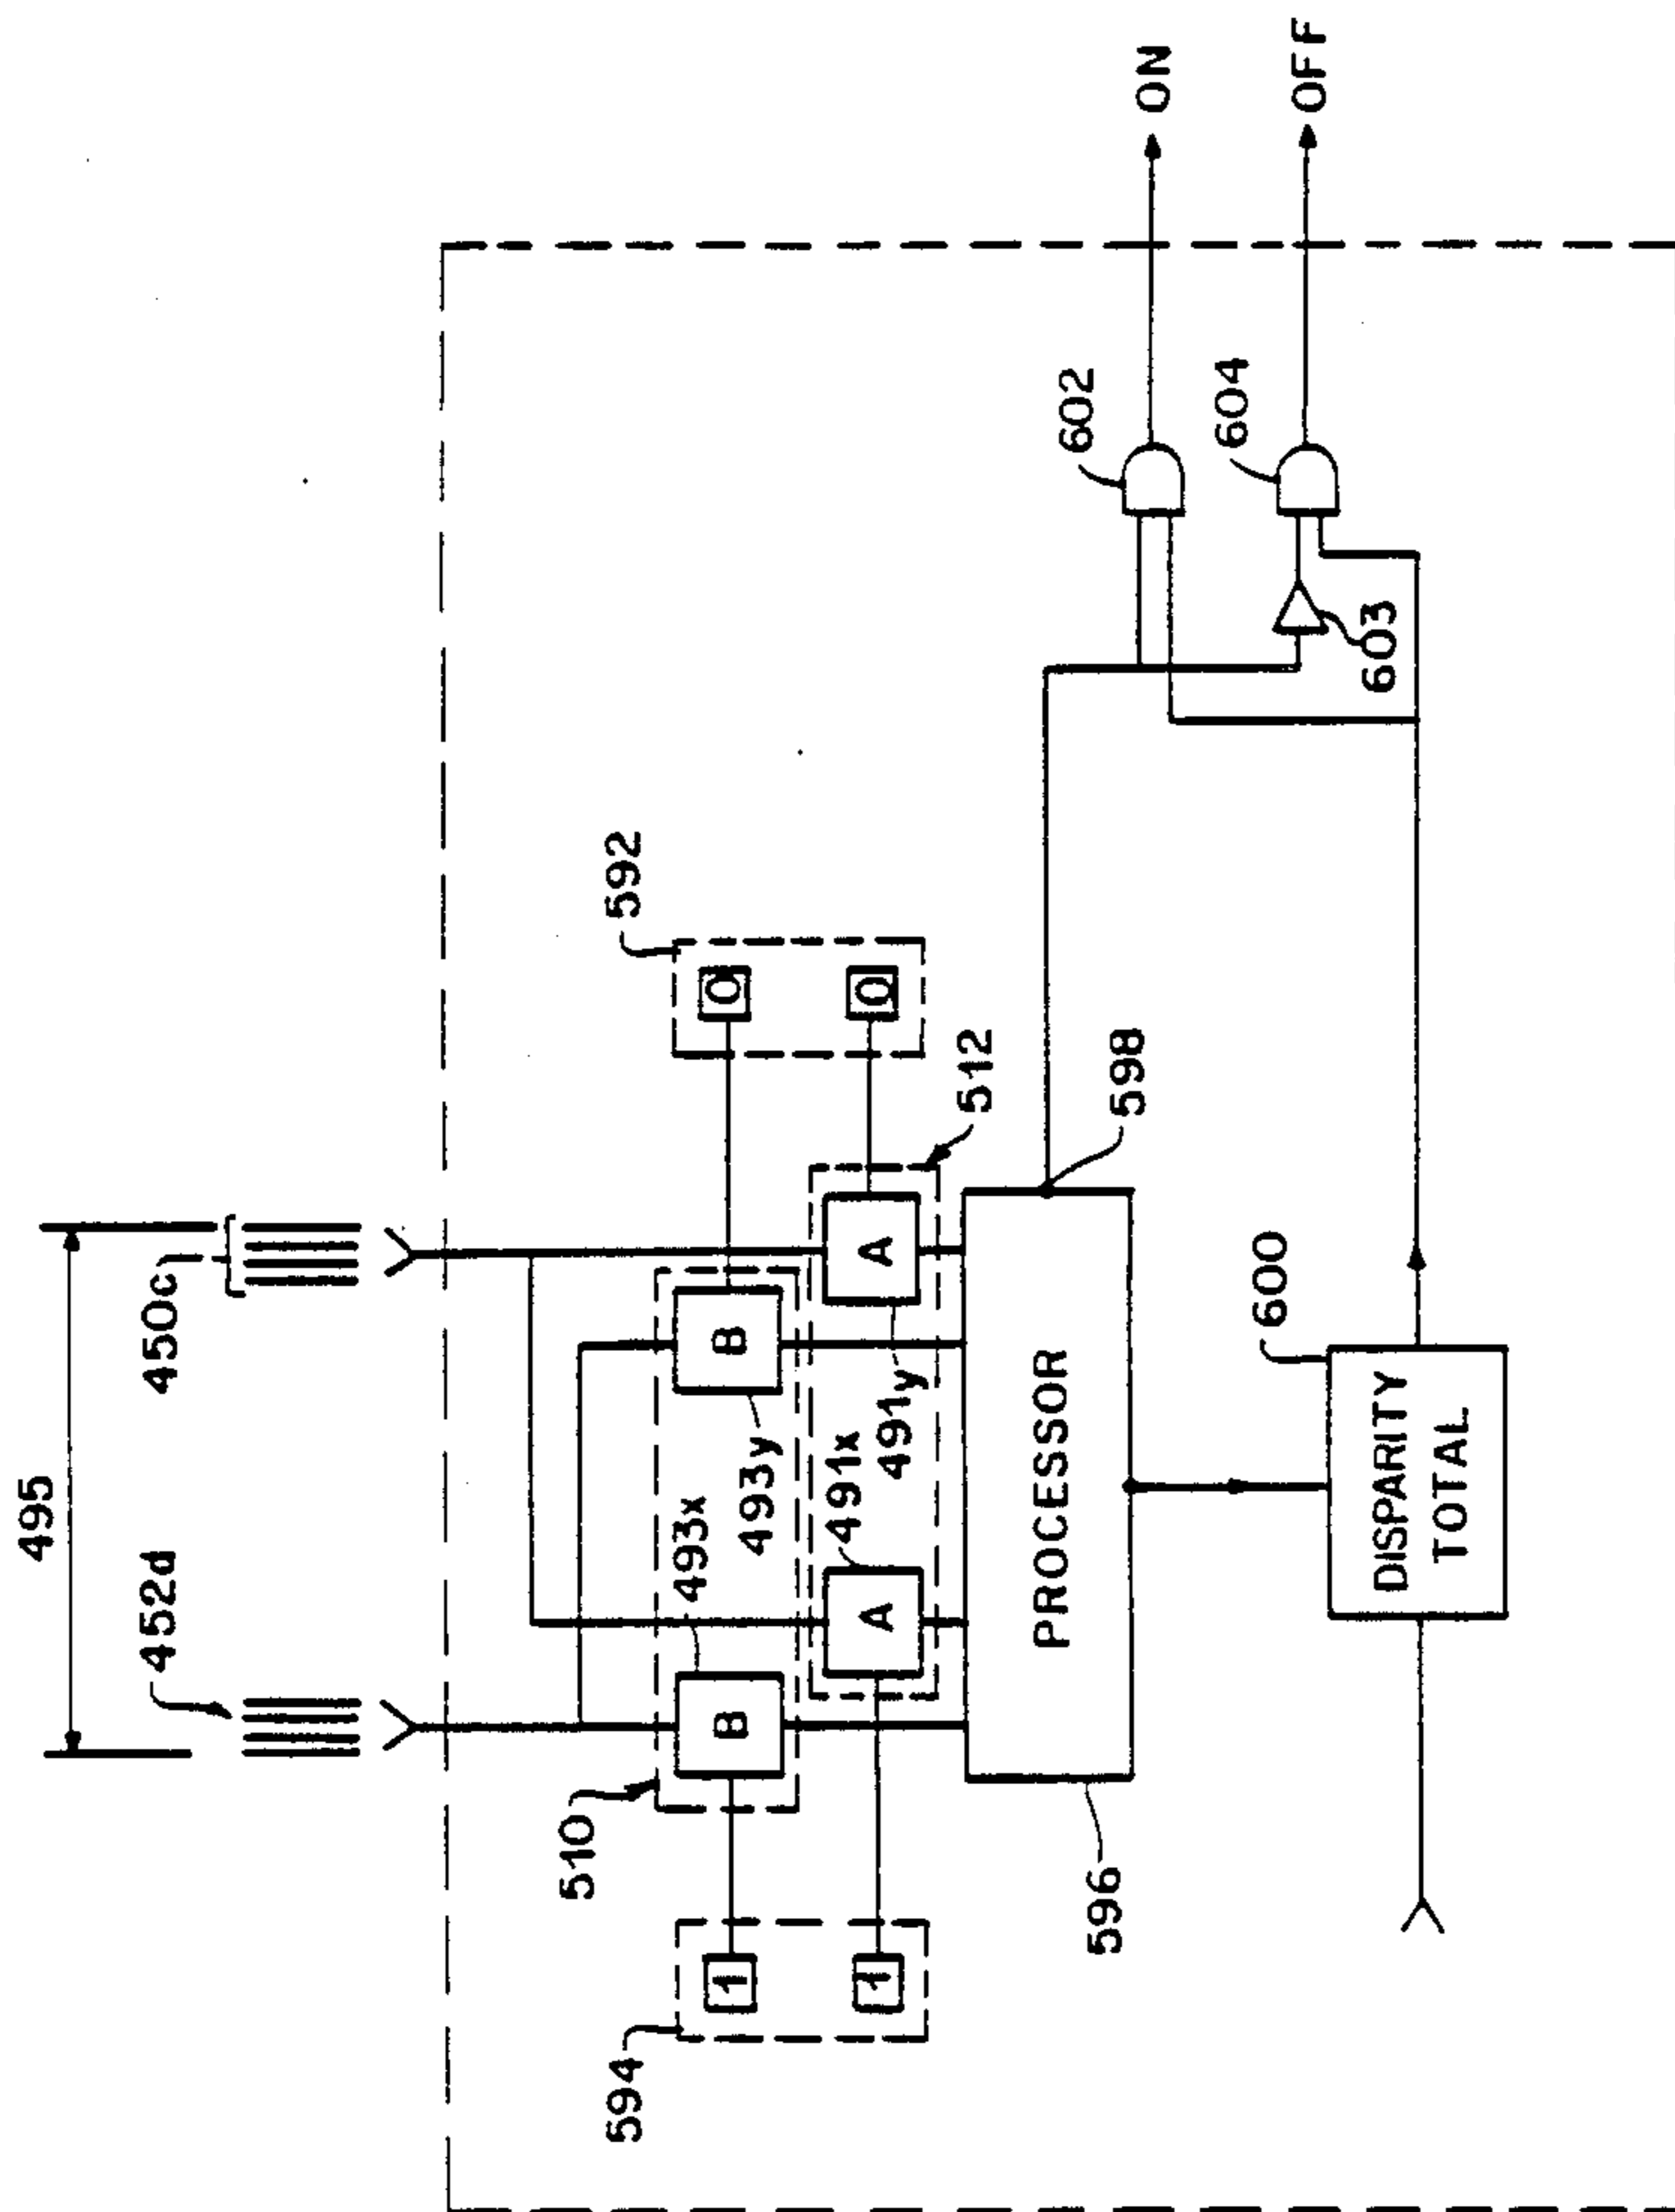 495
452d
450c
510
594
592
493x
1
B
B
0
493y
491x
1
A
A
0
491y
512
PROCESSOR
602
596
598
ON
604
600
OFF
603
DISPARITY
TOTAL